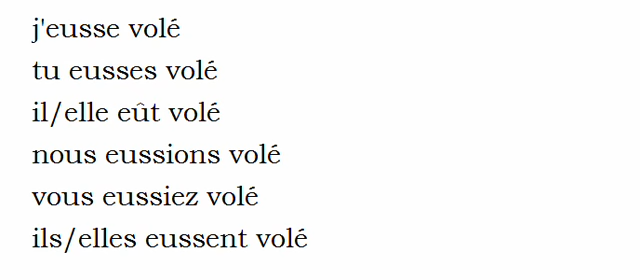 j'eusse volé
tu eusses volé
il/elle eût volé
nous eussions volé
vous eussiez volé
ils/elles eussent volé